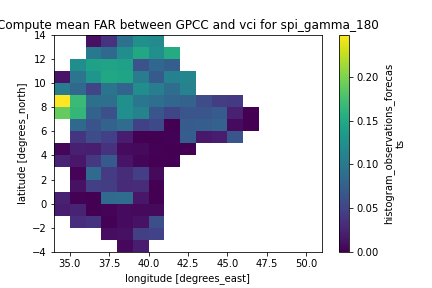 Compute mean FAR between GPCC and vci for spi_gamma_180
14
12
10
8
6
4
2
0
−2
−4
latitude [degrees_north]
35.0 37.5 40.0 42.5 45.0 47.5 50.0
longitude [degrees_east]
0.20
0.15
0.10
0.05
0.00
histogram_observations_forecas
ts